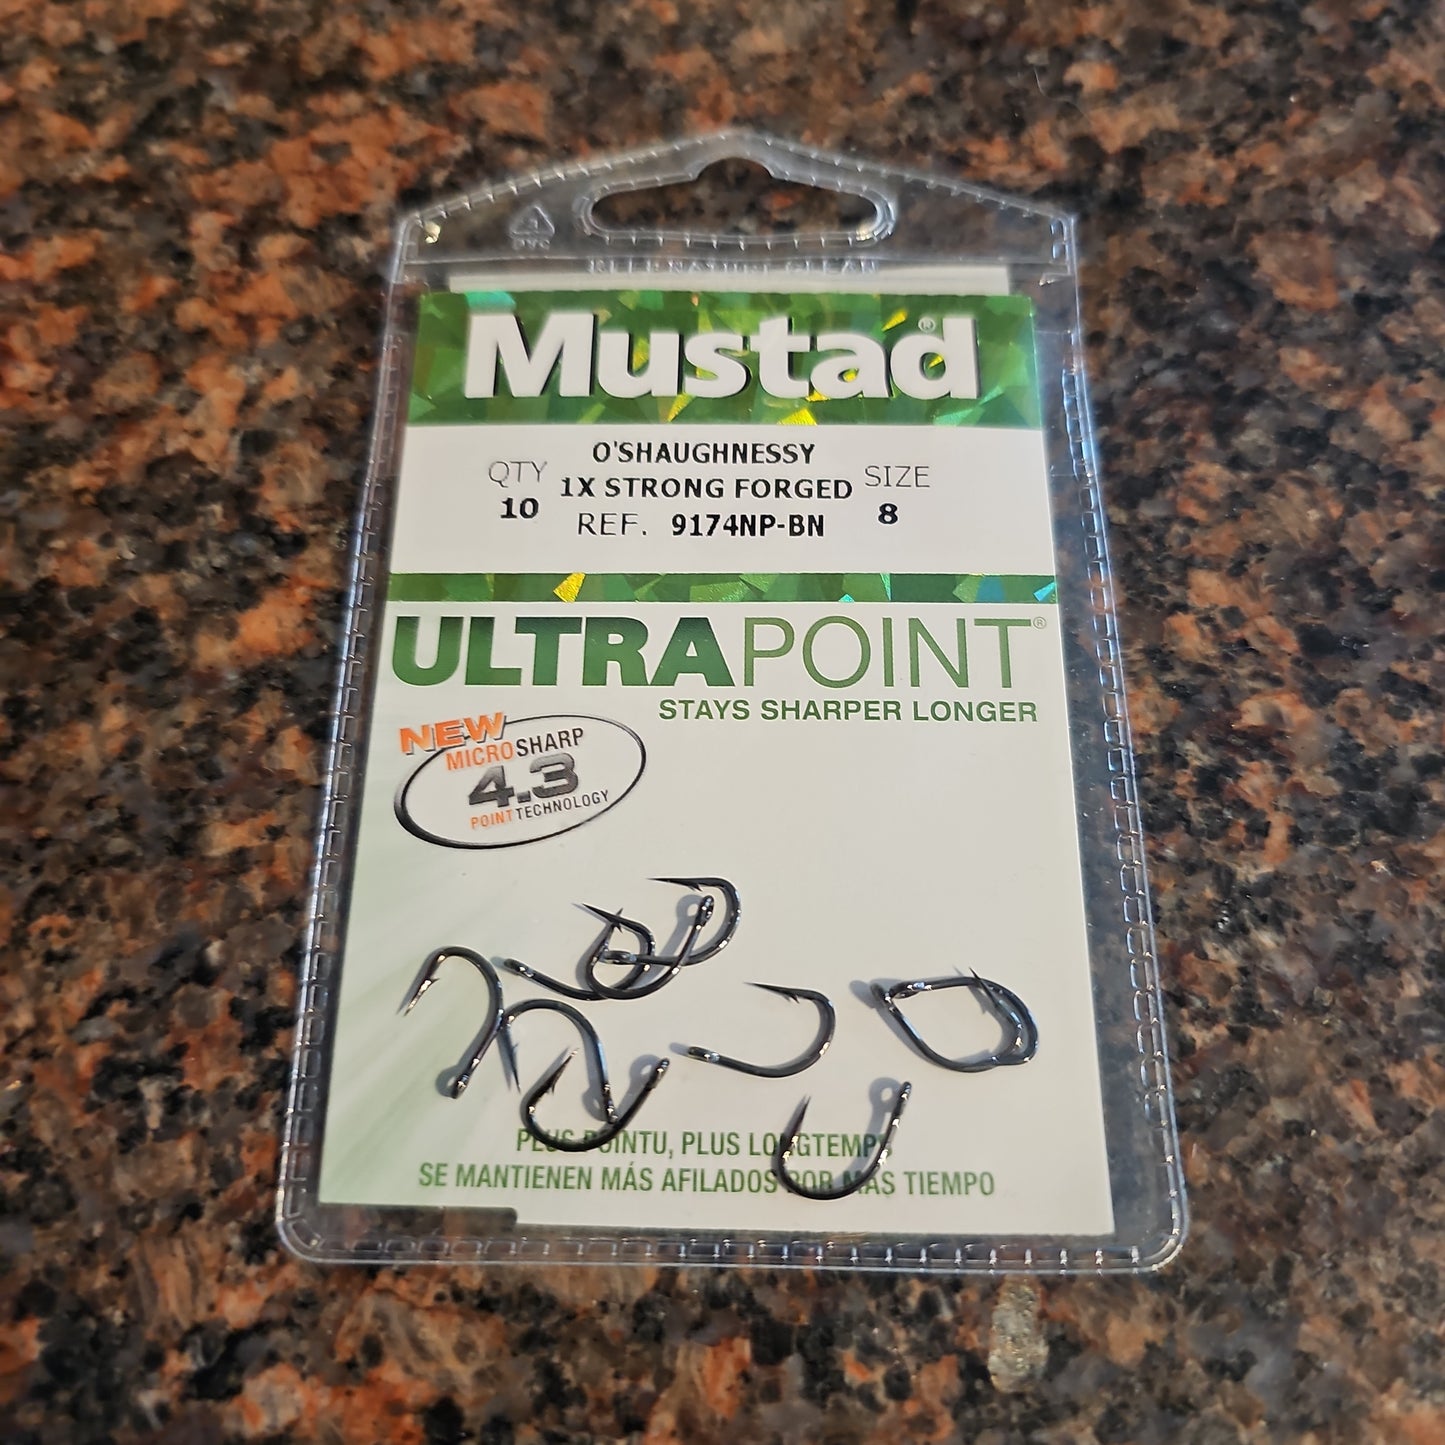 PVC
Mustad®
O'SHAUGHNESSY
QTY 1X STRONG FORGED SIZE
10 REF. 9174NP-BN 8
ULTRAPOINT®
STAYS SHARPER LONGER
NEW
MICROSHARP
4.3
POINT TECHNOLOGY
PLUS POINTU, PLUS LONGTEMPS
SE MANTIENEN MÁS AFILADOS POR MÁS TIEMPO